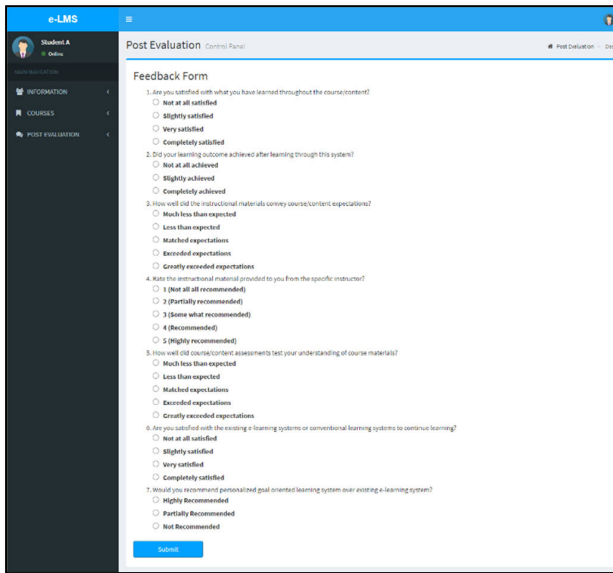 e-LMS
Student A
Online
Post Evaluation Control Panel
Post Evaluation
MAIN NAVIGATION
INFORMATION
COURSES
POST EVALUATION
Feedback Form
1. Are you satisfied with what you have learned throughout the course/content?
Not at all satisfied
Slightly satisfied
Very satisfied
Completely satisfied
2. Did your learning outcome achieved after learning through this system?
Not at all achieved
Slightly achieved
Completely achieved
3. How well did the instructional materials convey course/content expectations?
Much less than expected
Less than expected
Matched expectations
Exceeded expectations
Greatly exceeded expectations
4. Rate the instructional material provided to you from the specific instructor?
1 (Not all all recommended)
2 (Partially recommended)
3 (Some what recommended)
4 (Recommended)
5 (Highly recommended)
5. How well did course/content assessments test your understanding of course materials?
Much less than expected
Less than expected
Matched expectations
Exceeded expectations
Greatly exceeded expectations
6. Are you satisfied with the existing e-learning systems or conventional learning systems to continue learning?
Not at all satisfied
Slightly satisfied
Very satisfied
Completely satisfied
7. Would you recommend personalized goal oriented learning system over existing e-learning system?
Highly Recommended
Partially Recommended
Not Recommended
Submit